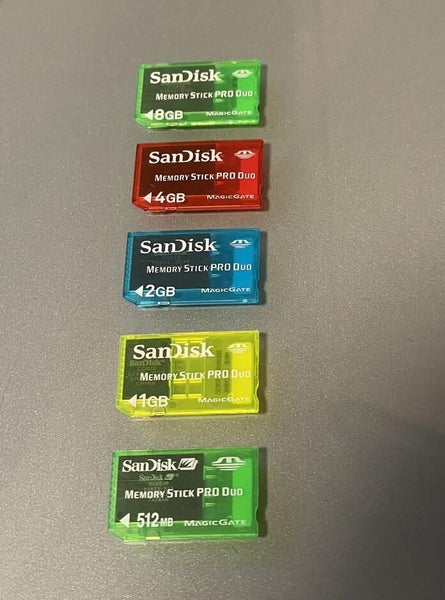 SanDisk
MEMORY STICK PRO DUO
8GB MAGICGATE
SanDisk
MEMORY STICK PRO DUO
4GB MAGICGATE
SanDisk
MEMORY STICK PRO DUO
2GB MAGICGATE
SanDisk
MEMORY STICK PRO DUO
1GB MAGICGATE
SanDisk
MEMORY STICK PRO DUO
512MB MAGICGATE